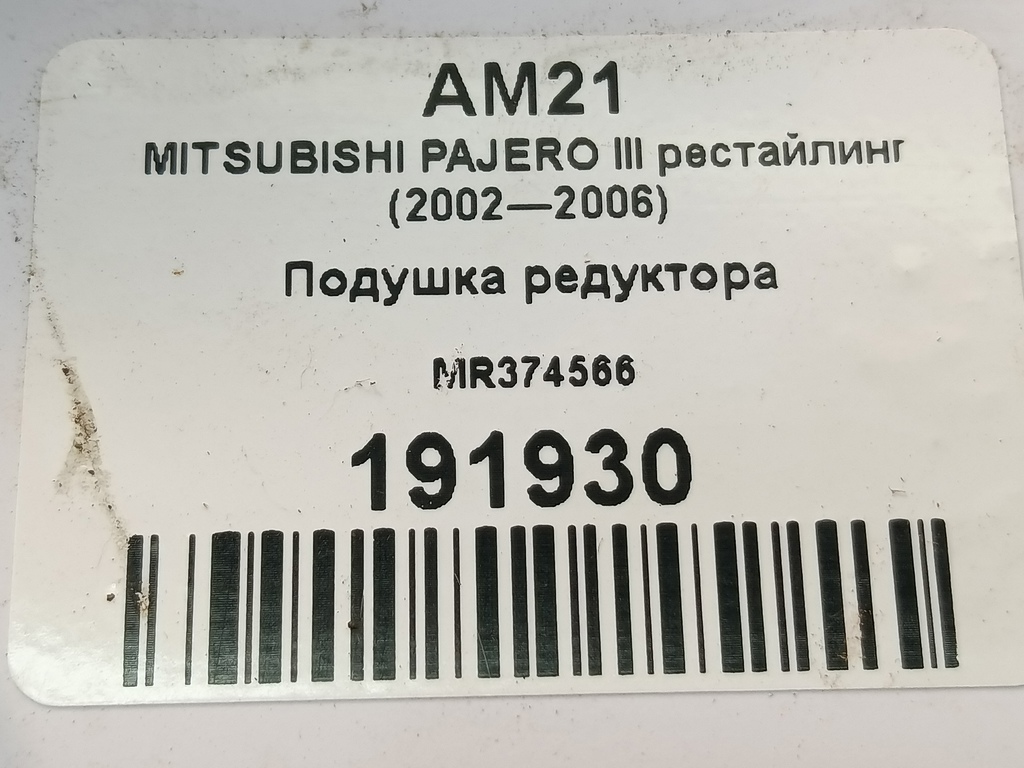 AM21
MITSUBISHI PAJERO III рестайлинг
(2002—2006)
Подушка редуктора
MR374566
191930